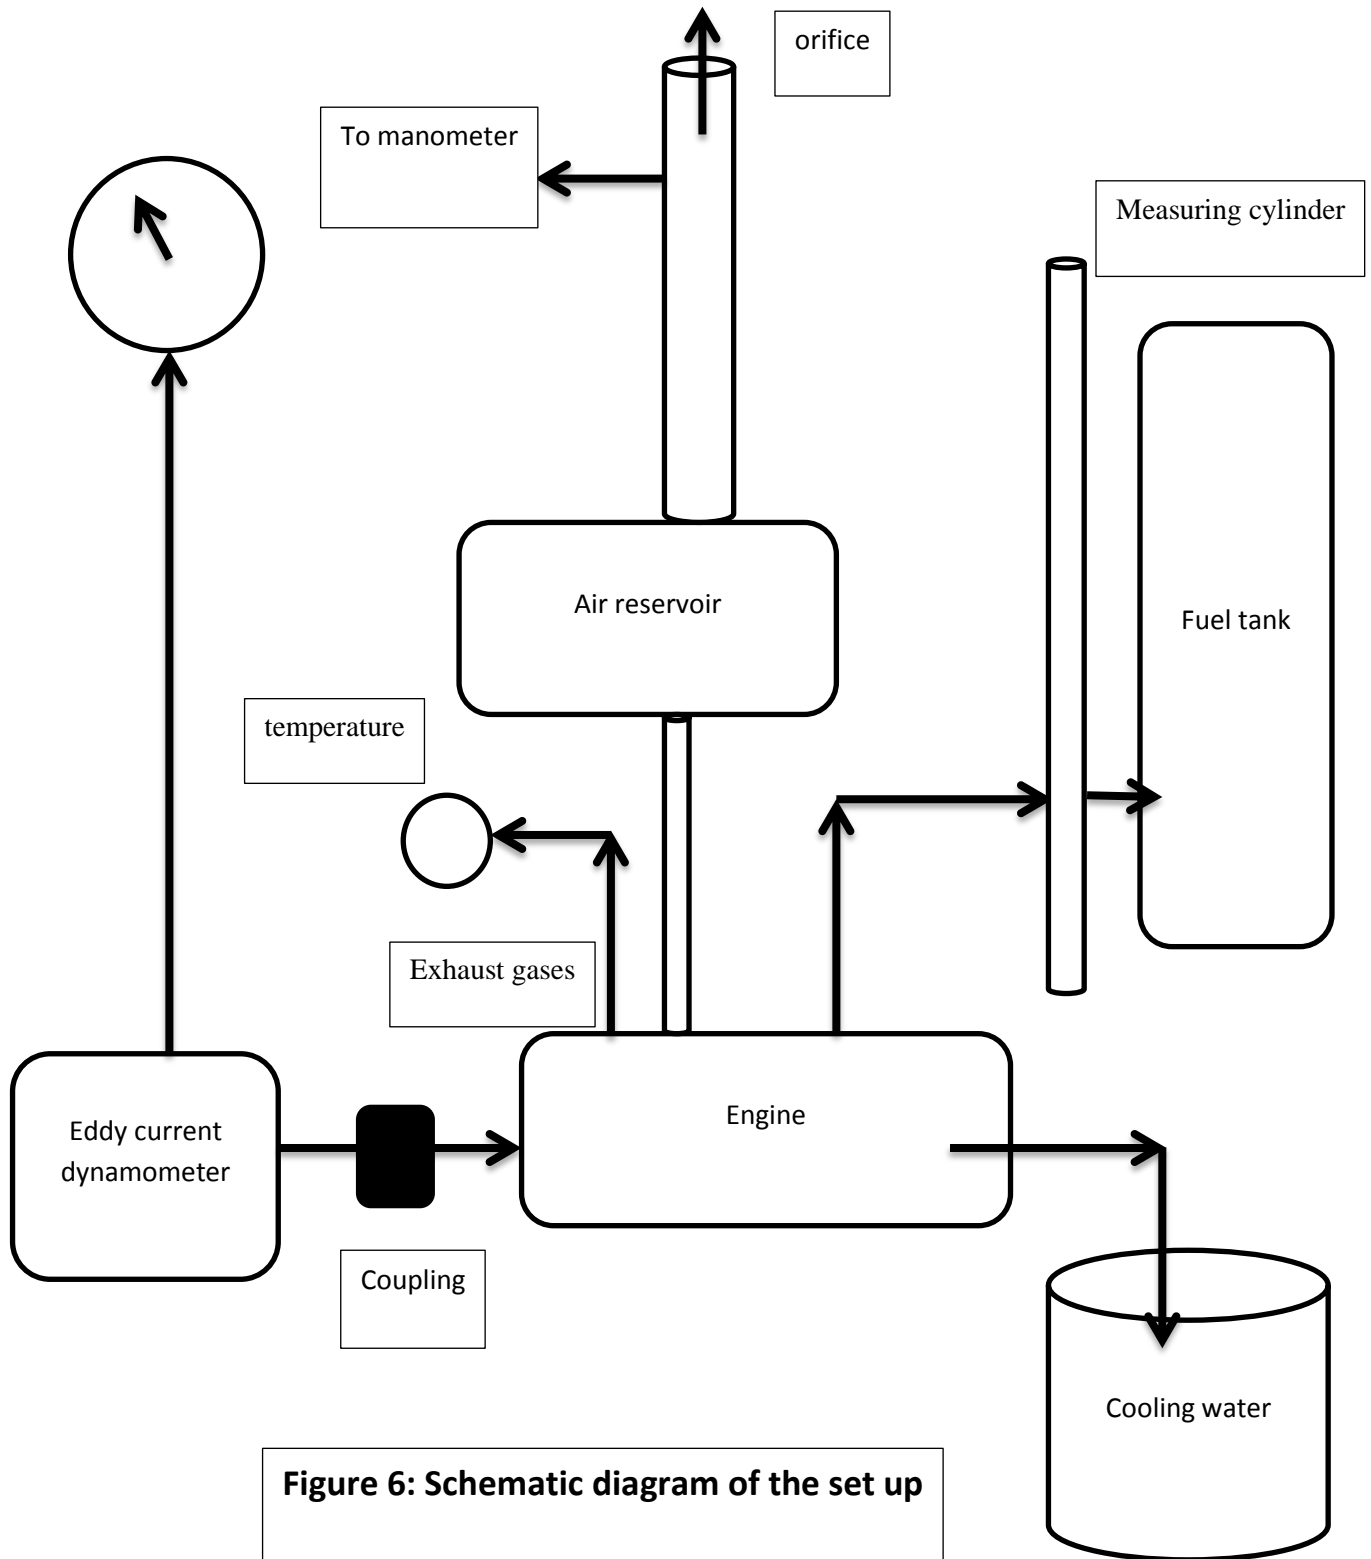 orifice
To manometer
Measuring cylinder
Air reservoir
Fuel tank
temperature
Exhaust gases
Engine
Eddy current
dynamometer
Coupling
Cooling water
Figure 6: Schematic diagram of the set up